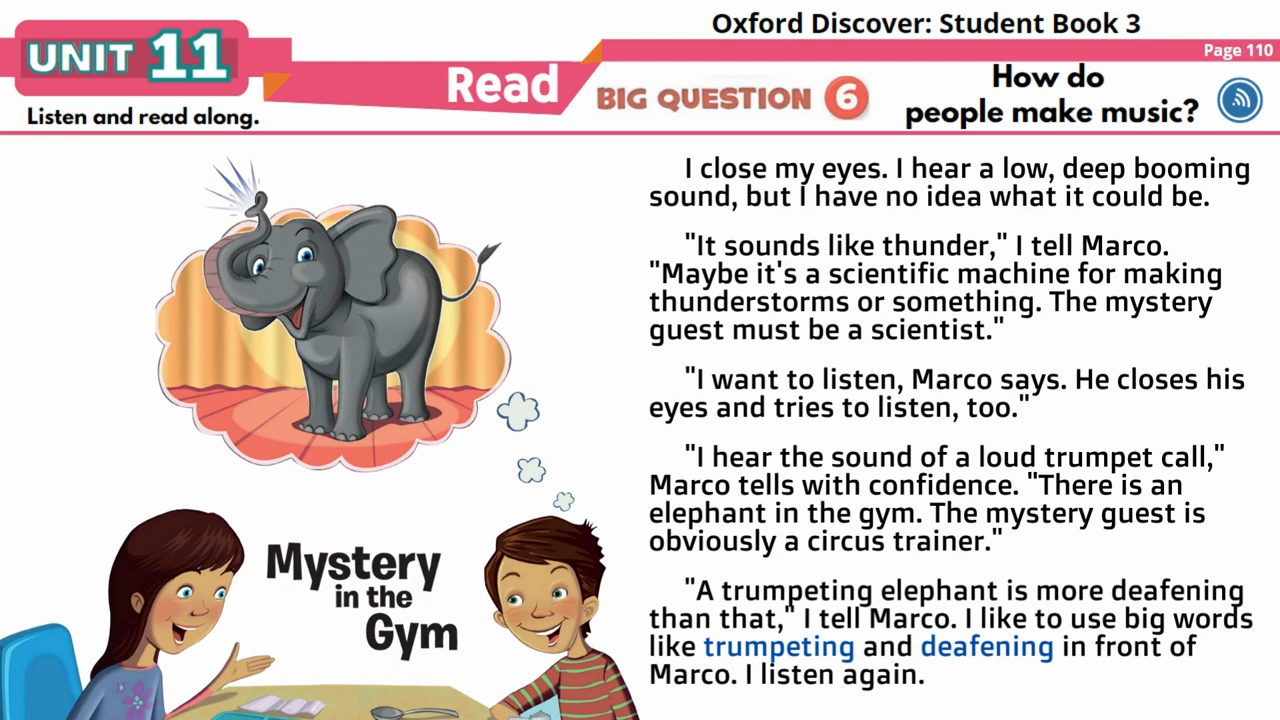 Oxford Discover: Student Book 3
UNIT 11
Page 110
Read
BIG QUESTION 6
How do
people make music?
Listen and read along.
I close my eyes. I hear a low, deep booming
sound, but I have no idea what it could be.
"It sounds like thunder," I tell Marco.
"Maybe it's a scientific machine for making
thunderstorms or something. The mystery
guest must be a scientist."
"I want to listen, Marco says. He closes his
eyes and tries to listen, too."
"I hear the sound of a loud trumpet call,"
Marco tells with confidence. "There is an
elephant in the gym. The mystery guest is
obviously a circus trainer."
"A trumpeting elephant is more deafening
than that," I tell Marco. I like to use big words
like trumpeting and deafening in front of
Marco. I listen again.
Mystery
in the
Gym